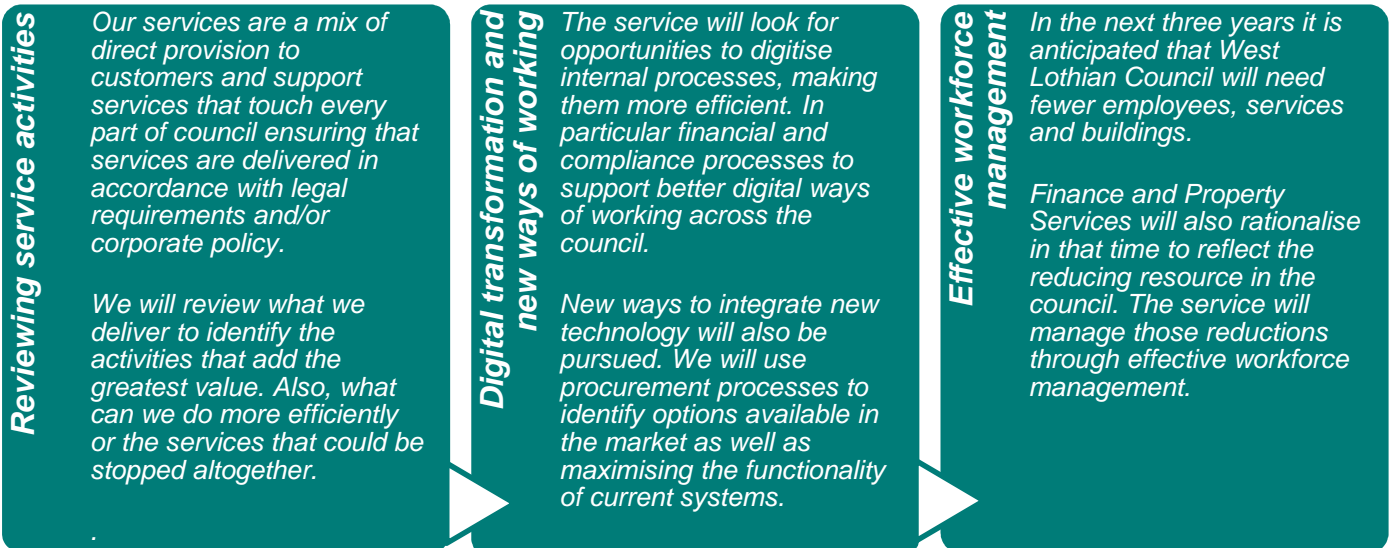 Reviewing service activities
Our services are a mix of
direct provision to
customers and support
services that touch every
part of council ensuring that
services are delivered in
accordance with legal
requirements and/or
corporate policy.
We will review what we
deliver to identify the
activities that add the
greatest value. Also, what
can we do more efficiently
or the services that could be
stopped altogether.
.
Digital transformation and
new ways of working
The service will look for
opportunities to digitise
internal processes, making
them more efficient. In
particular financial and
compliance processes to
support better digital ways
of working across the
council.
New ways to integrate new
technology will also be
pursued. We will use
procurement processes to
identify options available in
the market as well as
maximising the functionality
of current systems.
Effective workforce
management
In the next three years it is
anticipated that West
Lothian Council will need
fewer employees, services
and buildings.
Finance and Property
Services will also rationalise
in that time to reflect the
reducing resource in the
council. The service will
manage those reductions
through effective workforce
management.